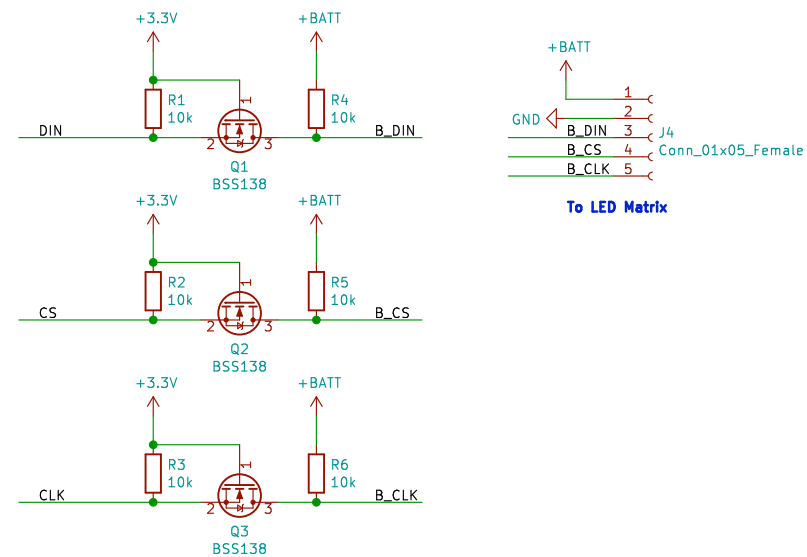 +3.3V
+BATT
R1
10k
R4
10k
1
DIN
2
3
B_DIN
Q1
BSS138
+3.3V
+BATT
R2
10k
R5
10k
1
CS
2
3
B_CS
Q2
BSS138
+3.3V
+BATT
R3
10k
R6
10k
1
CLK
2
3
B_CLK
Q3
BSS138
+BATT
1
GND
2
B_DIN
3
J4
B_CS
4
Conn_01x05_Female
B_CLK
5
To LED Matrix